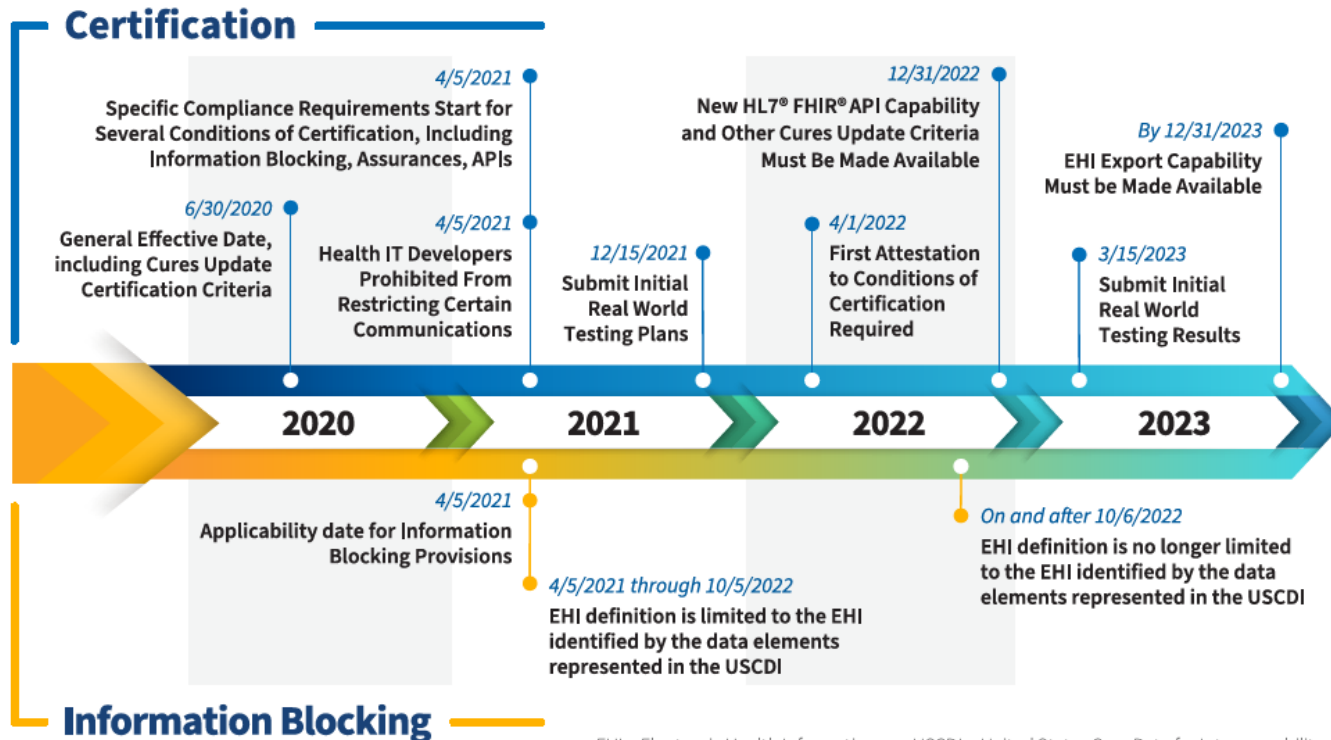 Certification
4/5/2021
Specific Compliance Requirements Start for
Several Conditions of Certification, Including
Information Blocking, Assurances, APIs
6/30/2020
General Effective Date,
including Cures Update
Certification Criteria
4/5/2021
Health IT Developers
Prohibited From
Restricting Certain
Communications
12/15/2021
Submit Initial
Real World
Testing Plans
12/31/2022
New HL7® FHIR® API Capability
and Other Cures Update Criteria
Must Be Made Available
4/1/2022
First Attestation
to Conditions of
Certification
Required
By 12/31/2023
EHI Export Capability
Must be Made Available
3/15/2023
Submit Initial
Real World
Testing Results
2020
2021
2022
2023
4/5/2021
Applicability date for Information
Blocking Provisions
4/5/2021 through 10/5/2022
EHI definition is limited to the EHI
identified by the data elements
represented in the USCDI
On and after 10/6/2022
EHI definition is no longer limited
to the EHI identified by the data
elements represented in the USCDI
Information Blocking